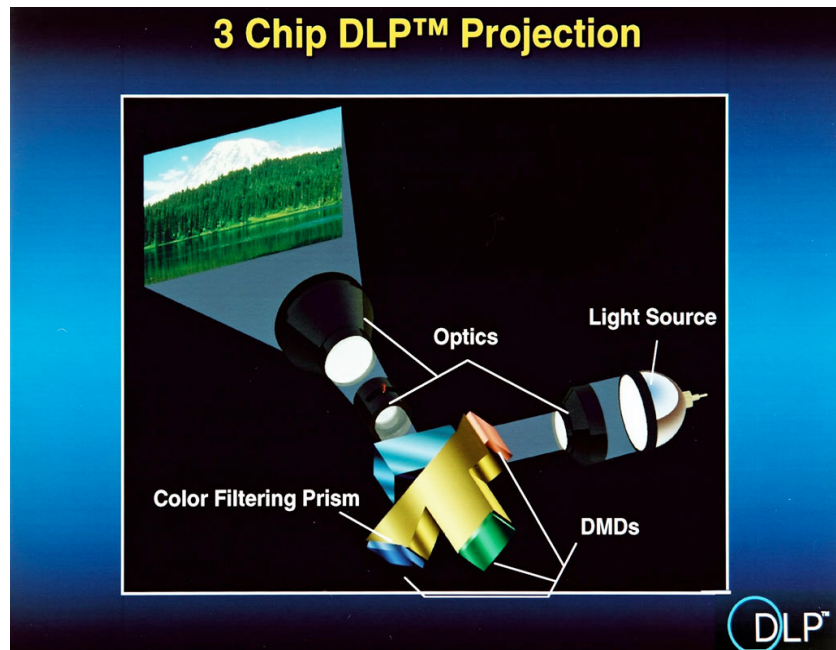 3 Chip DLP™ Projection
Light Source
Optics
Color Filtering Prism
DMDs
DLP™